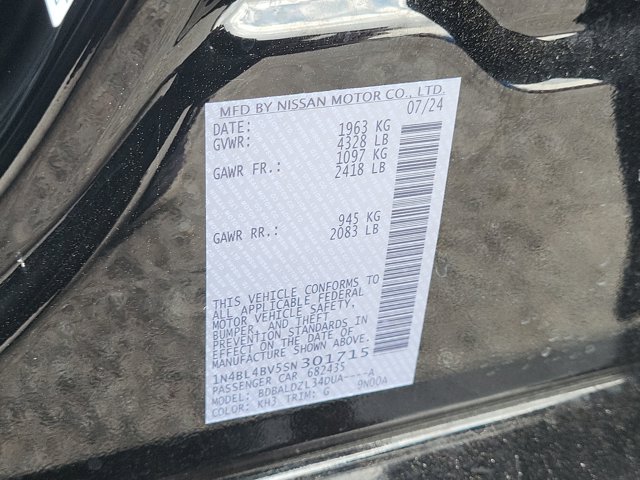 MFD BY NISSAN MOTOR CO., LTD.
DATE: 07/24
GVWR: 1963 KG
4328 LB
GAWR FR.: 1097 KG
2418 LB
GAWR RR.: 945 KG
2083 LB
THIS VEHICLE CONFORMS TO
ALL APPLICABLE FEDERAL
MOTOR VEHICLE SAFETY,
BUMPER, AND THEFT
PREVENTION STANDARDS IN
EFFECT ON THE DATE OF
MANUFACTURE SHOWN ABOVE.
1N4BL4BV5SN301715
PASSENGER CAR 682435
MODEL: BDBALDZL34DUA----A
COLOR: KH3 TRIM: G 9N00A